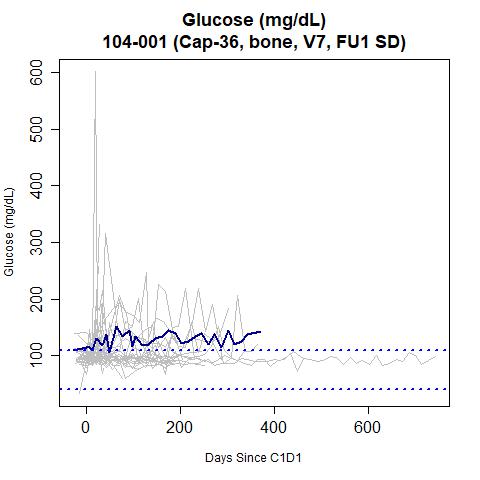 Glucose (mg/dL)
104-001 (Cap-36, bone, V7, FU1 SD)
Glucose (mg/dL)
600
500
400
300
200
100
0
200
400
600
Days Since C1D1